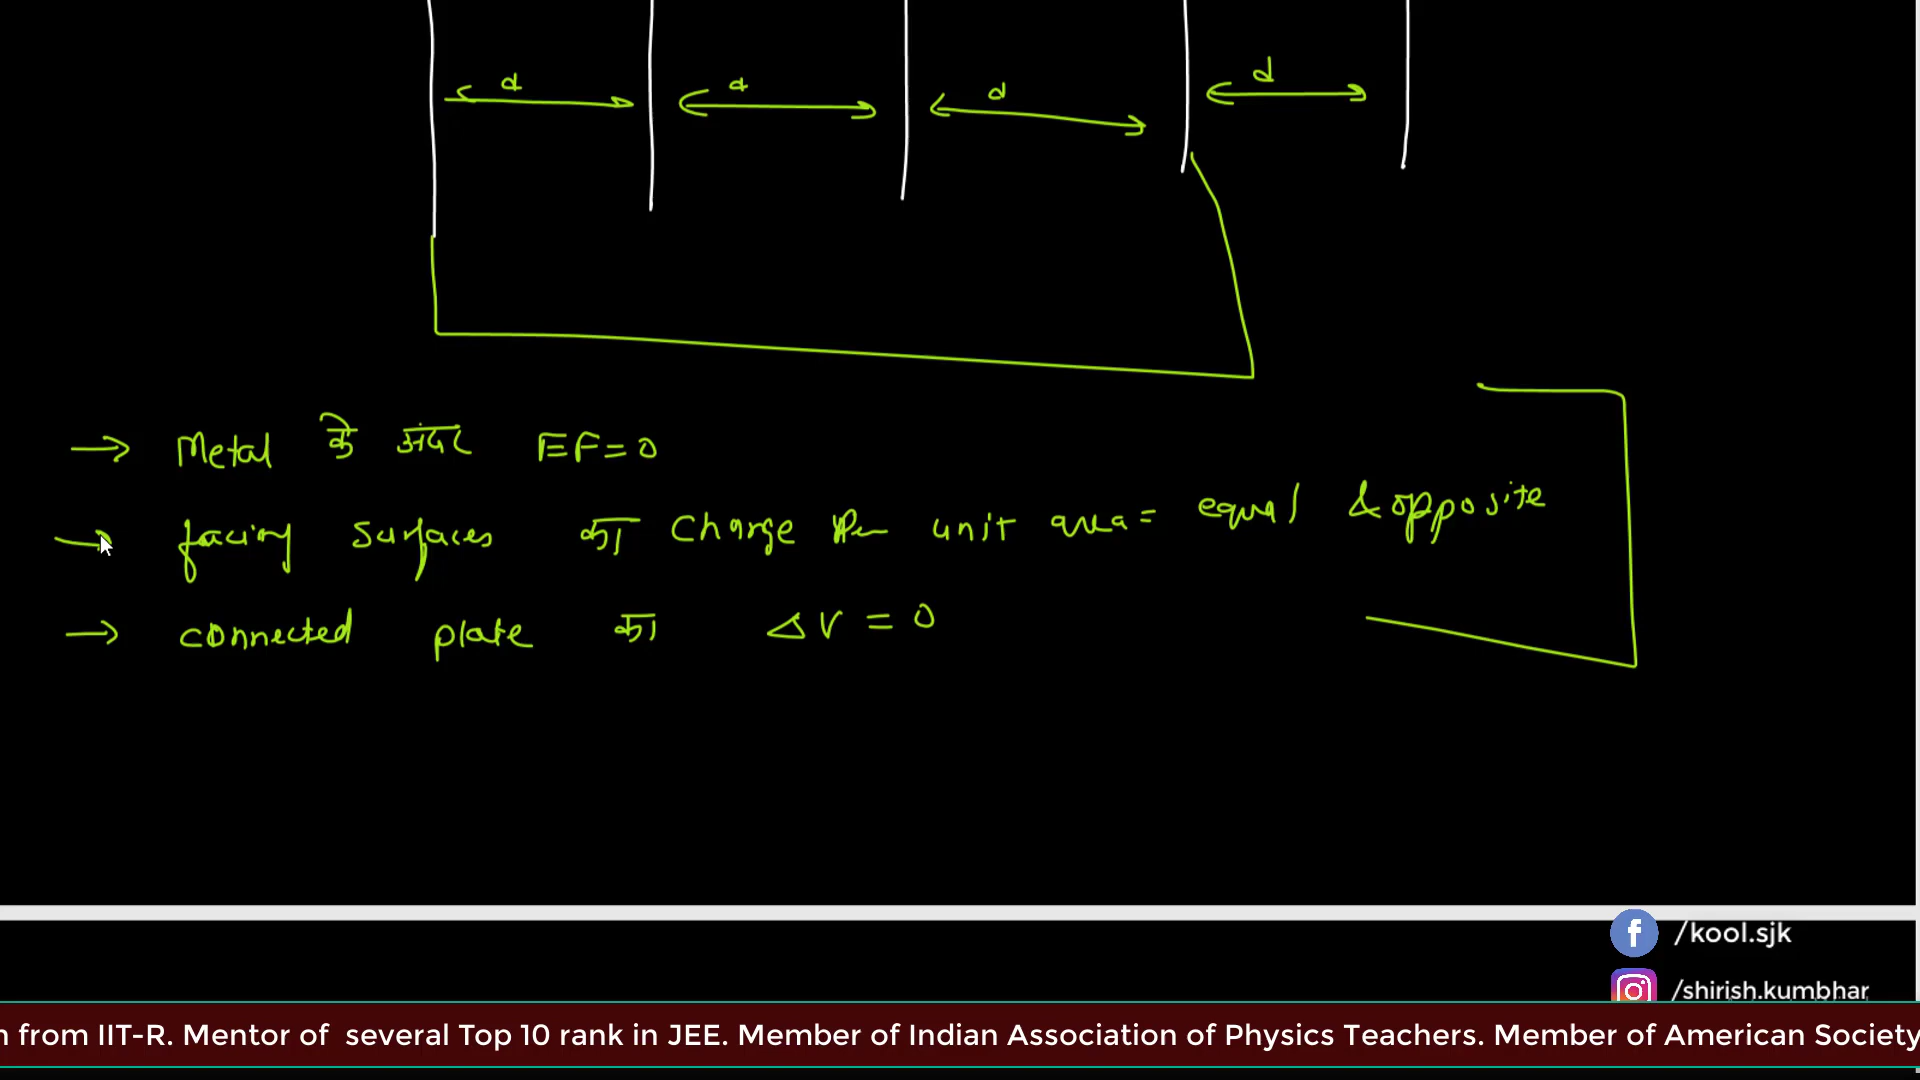 d d d d
→ Metal के अंदर EF=0
→ facing surfaces का Charge Per unit area = equal & opposite
→ connected plate का ΔV = 0
/kool.sjk
/shirish.kumbhar
n from IIT-R. Mentor of several Top 10 rank in JEE. Member of Indian Association of Physics Teachers. Member of American Society